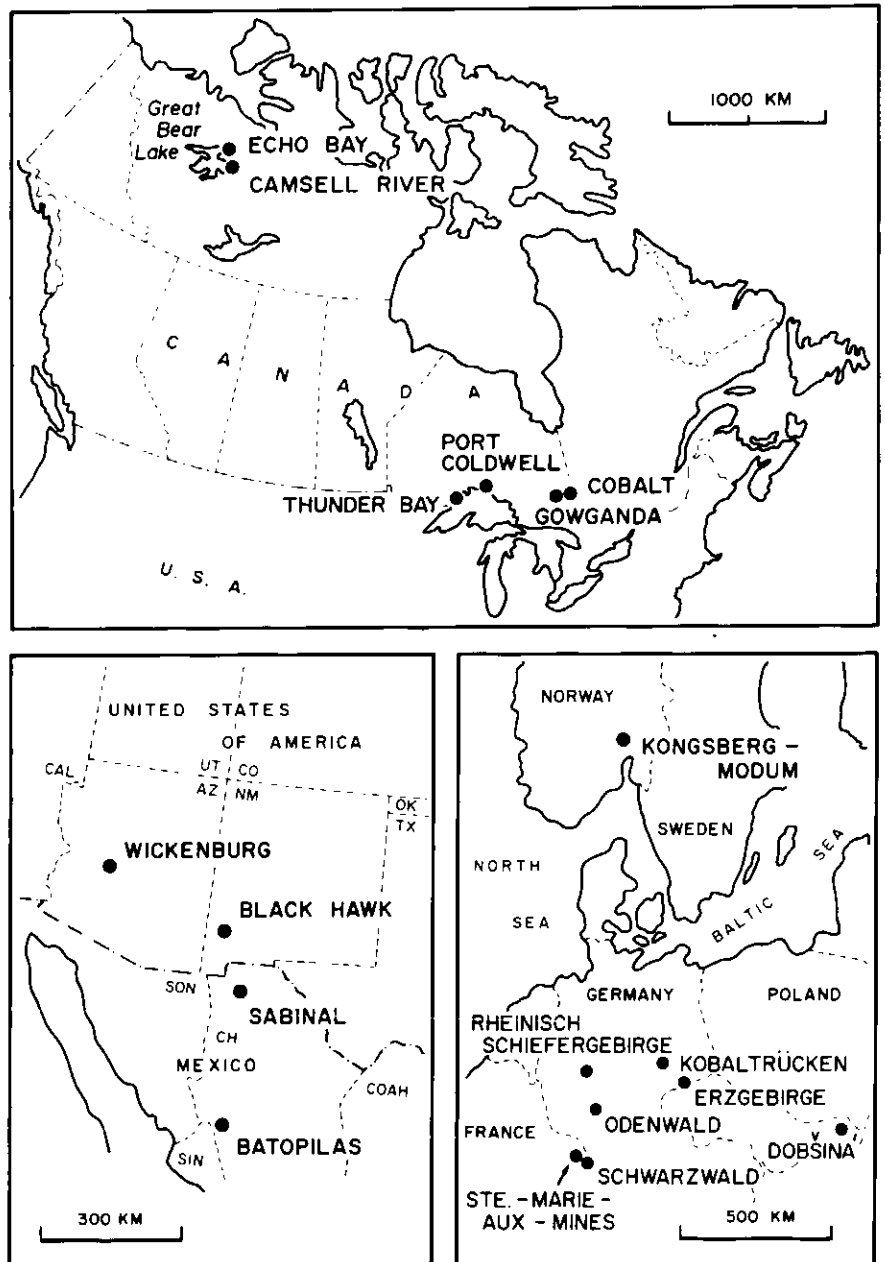 1000 KM
Great
Bear
Lake
ECHO BAY
CAMSELL RIVER
CANADA
PORT
COLDWELL
THUNDER BAY
COBALT
GOWGANDA
U.S.A.
UNITED STATES
OF AMERICA
CAL
UT
CO
AZ
NM
OK
TX
WICKENBURG
BLACK HAWK
SON
SABINAL
CH
MEXICO
COAH
BATOPILAS
SIN
300 KM
NORWAY
KONGSBERG –
MODUM
SWEDEN
NORTH
SEA
BALTIC
SEA
GERMANY
POLAND
RHEINISCH
SCHIEFERGEBIRGE
KOBALTRÜCKEN
ERZGEBIRGE
ODENWALD
FRANCE
DOBŠINA
SCHWARZWALD
STE.-MARIE-
AUX-MINES
500 KM